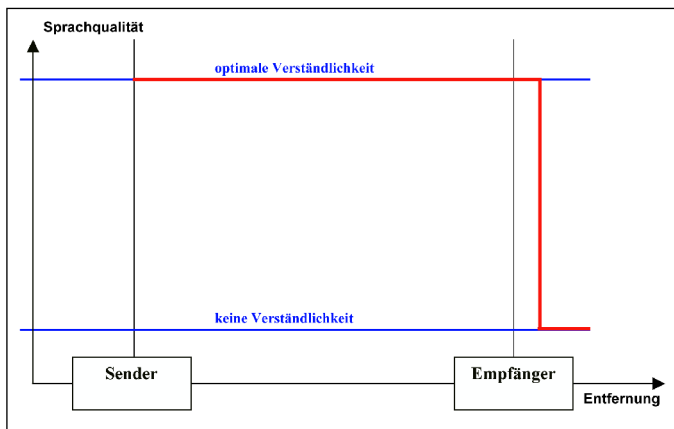 Sprachqualität
optimale Verständlichkeit
keine Verständlichkeit
Sender
Empfänger
Entfernung